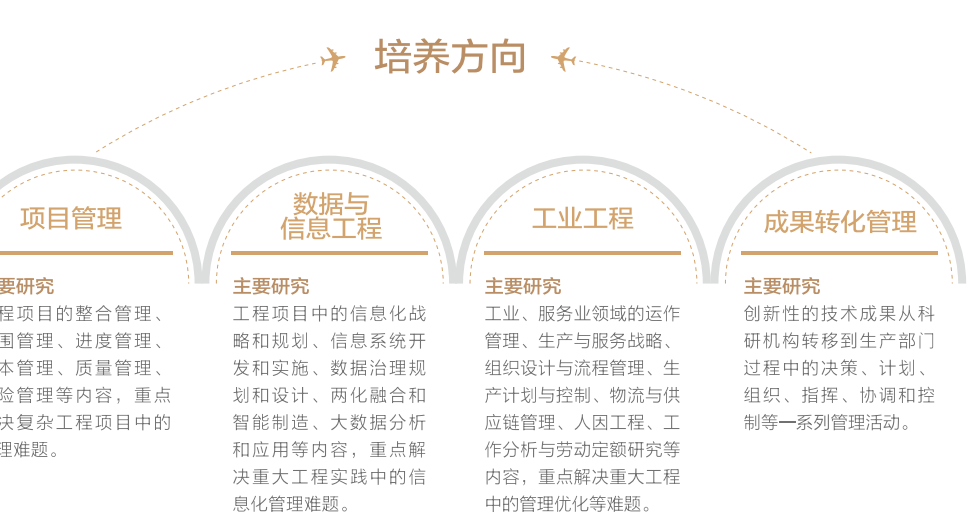 培养方向
项目管理
要研究
程项目的整合管理、
围管理、进度管理、
本管理、质量管理、
险管理等内容，重点
决复杂工程项目中的
理难题。
数据与
信息工程
主要研究
工程项目中的信息化战
略和规划、信息系统开
发和实施、数据治理规
划和设计、两化融合和
智能制造、大数据分析
和应用等内容，重点解
决重大工程实践中的信
息化管理难题。
工业工程
主要研究
工业、服务业领域的运作
管理、生产与服务战略、
组织设计与流程管理、生
产计划与控制、物流与供
应链管理、人因工程、工
作分析与劳动定额研究等
内容，重点解决重大工程
中的管理优化等难题。
成果转化管理
主要研究
创新性的技术成果从科
研机构转移到生产部门
过程中的决策、计划、
组织、指挥、协调和控
制等一系列管理活动。